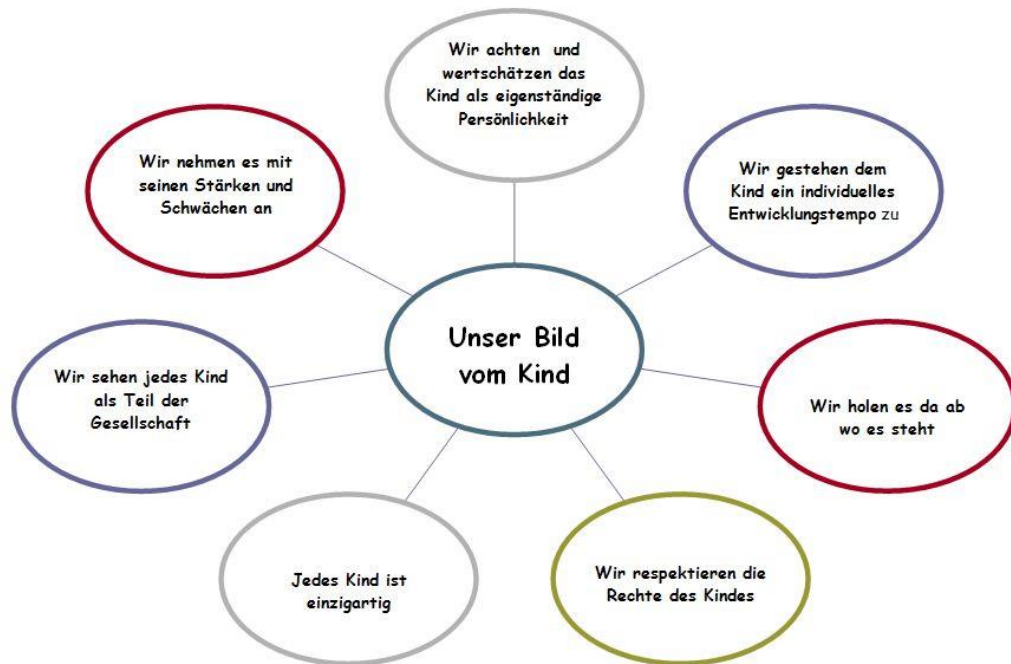 Wir achten und
wertschätzen das
Kind als eigenständige
Persönlichkeit
Wir nehmen es mit
seinen Stärken und
Schwächen an
Wir gestehen dem
Kind ein individuelles
Entwicklungstempo zu
Unser Bild
vom Kind
Wir sehen jedes Kind
als Teil der
Gesellschaft
Wir holen es da ab
wo es steht
Jedes Kind ist
einzigartig
Wir respektieren die
Rechte des Kindes